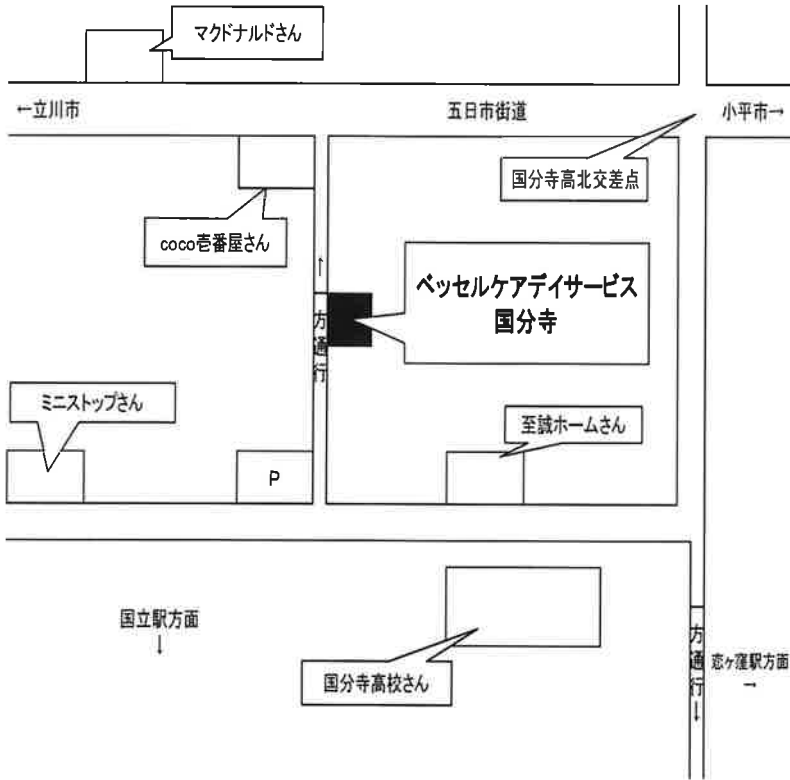 マクドナルドさん
←立川市
五日市街道
小平市→
国分寺高北交差点
coco壱番屋さん
↑
方通行
ベッセルケアデイサービス
国分寺
ミニストップさん
至誠ホームさん
P
国立駅方面
↓
国分寺高校さん
方通行↓
恋ヶ窪駅方面
→